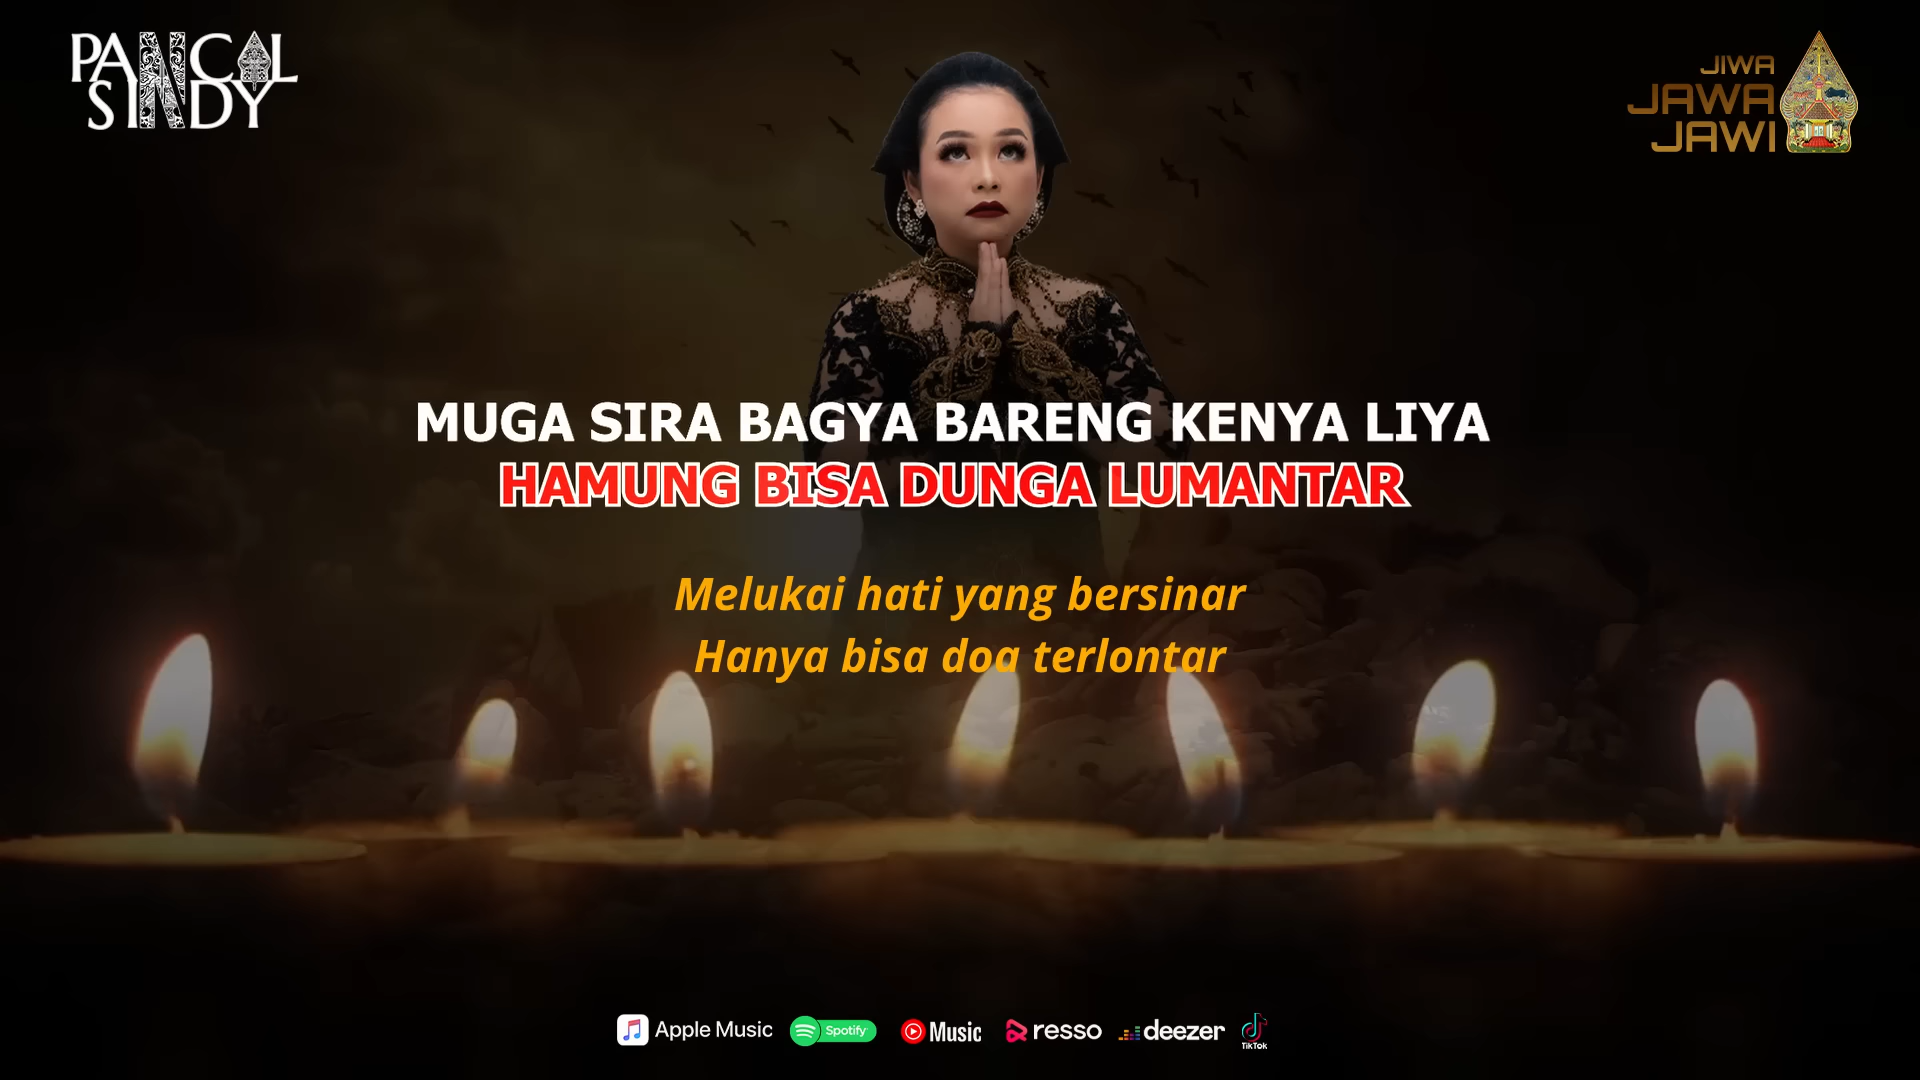 PANCAL
SINDY
JIWA
JAWA
JAWI
MUGA SIRA BAGYA BARENG KENYA LIYA
HAMUNG BISA DUNGA LUMANTAR
Melukai hati yang bersinar
Hanya bisa doa terlontar
Apple Music
Spotify
Music
resso
deezer
TikTok